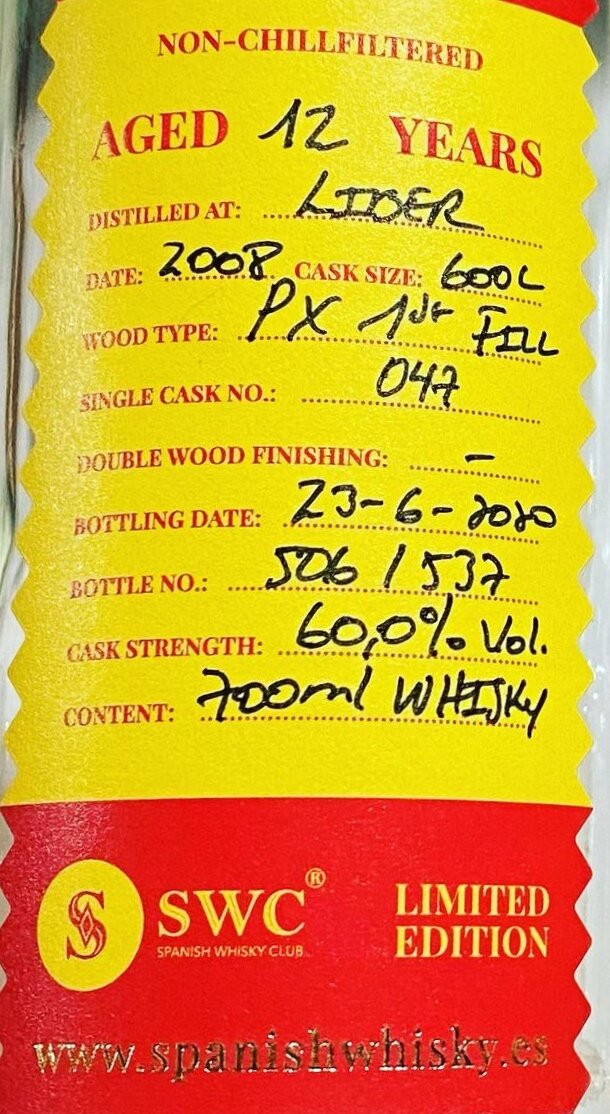 NON-CHILLFILTERED
AGED 12 YEARS
DISTILLED AT: LIBER
DATE: 2008 CASK SIZE: 600L
WOOD TYPE: PX 1st FILL
SINGLE CASK NO.: 047
DOUBLE WOOD FINISHING: -
BOTTLING DATE: 23-6-2020
BOTTLE NO.: 506 / 537
CASK STRENGTH: 60,0% Vol.
CONTENT: 700ml WHISKY
S SWC® LIMITED
SPANISH WHISKY CLUB EDITION
www.spanishwhisky.es